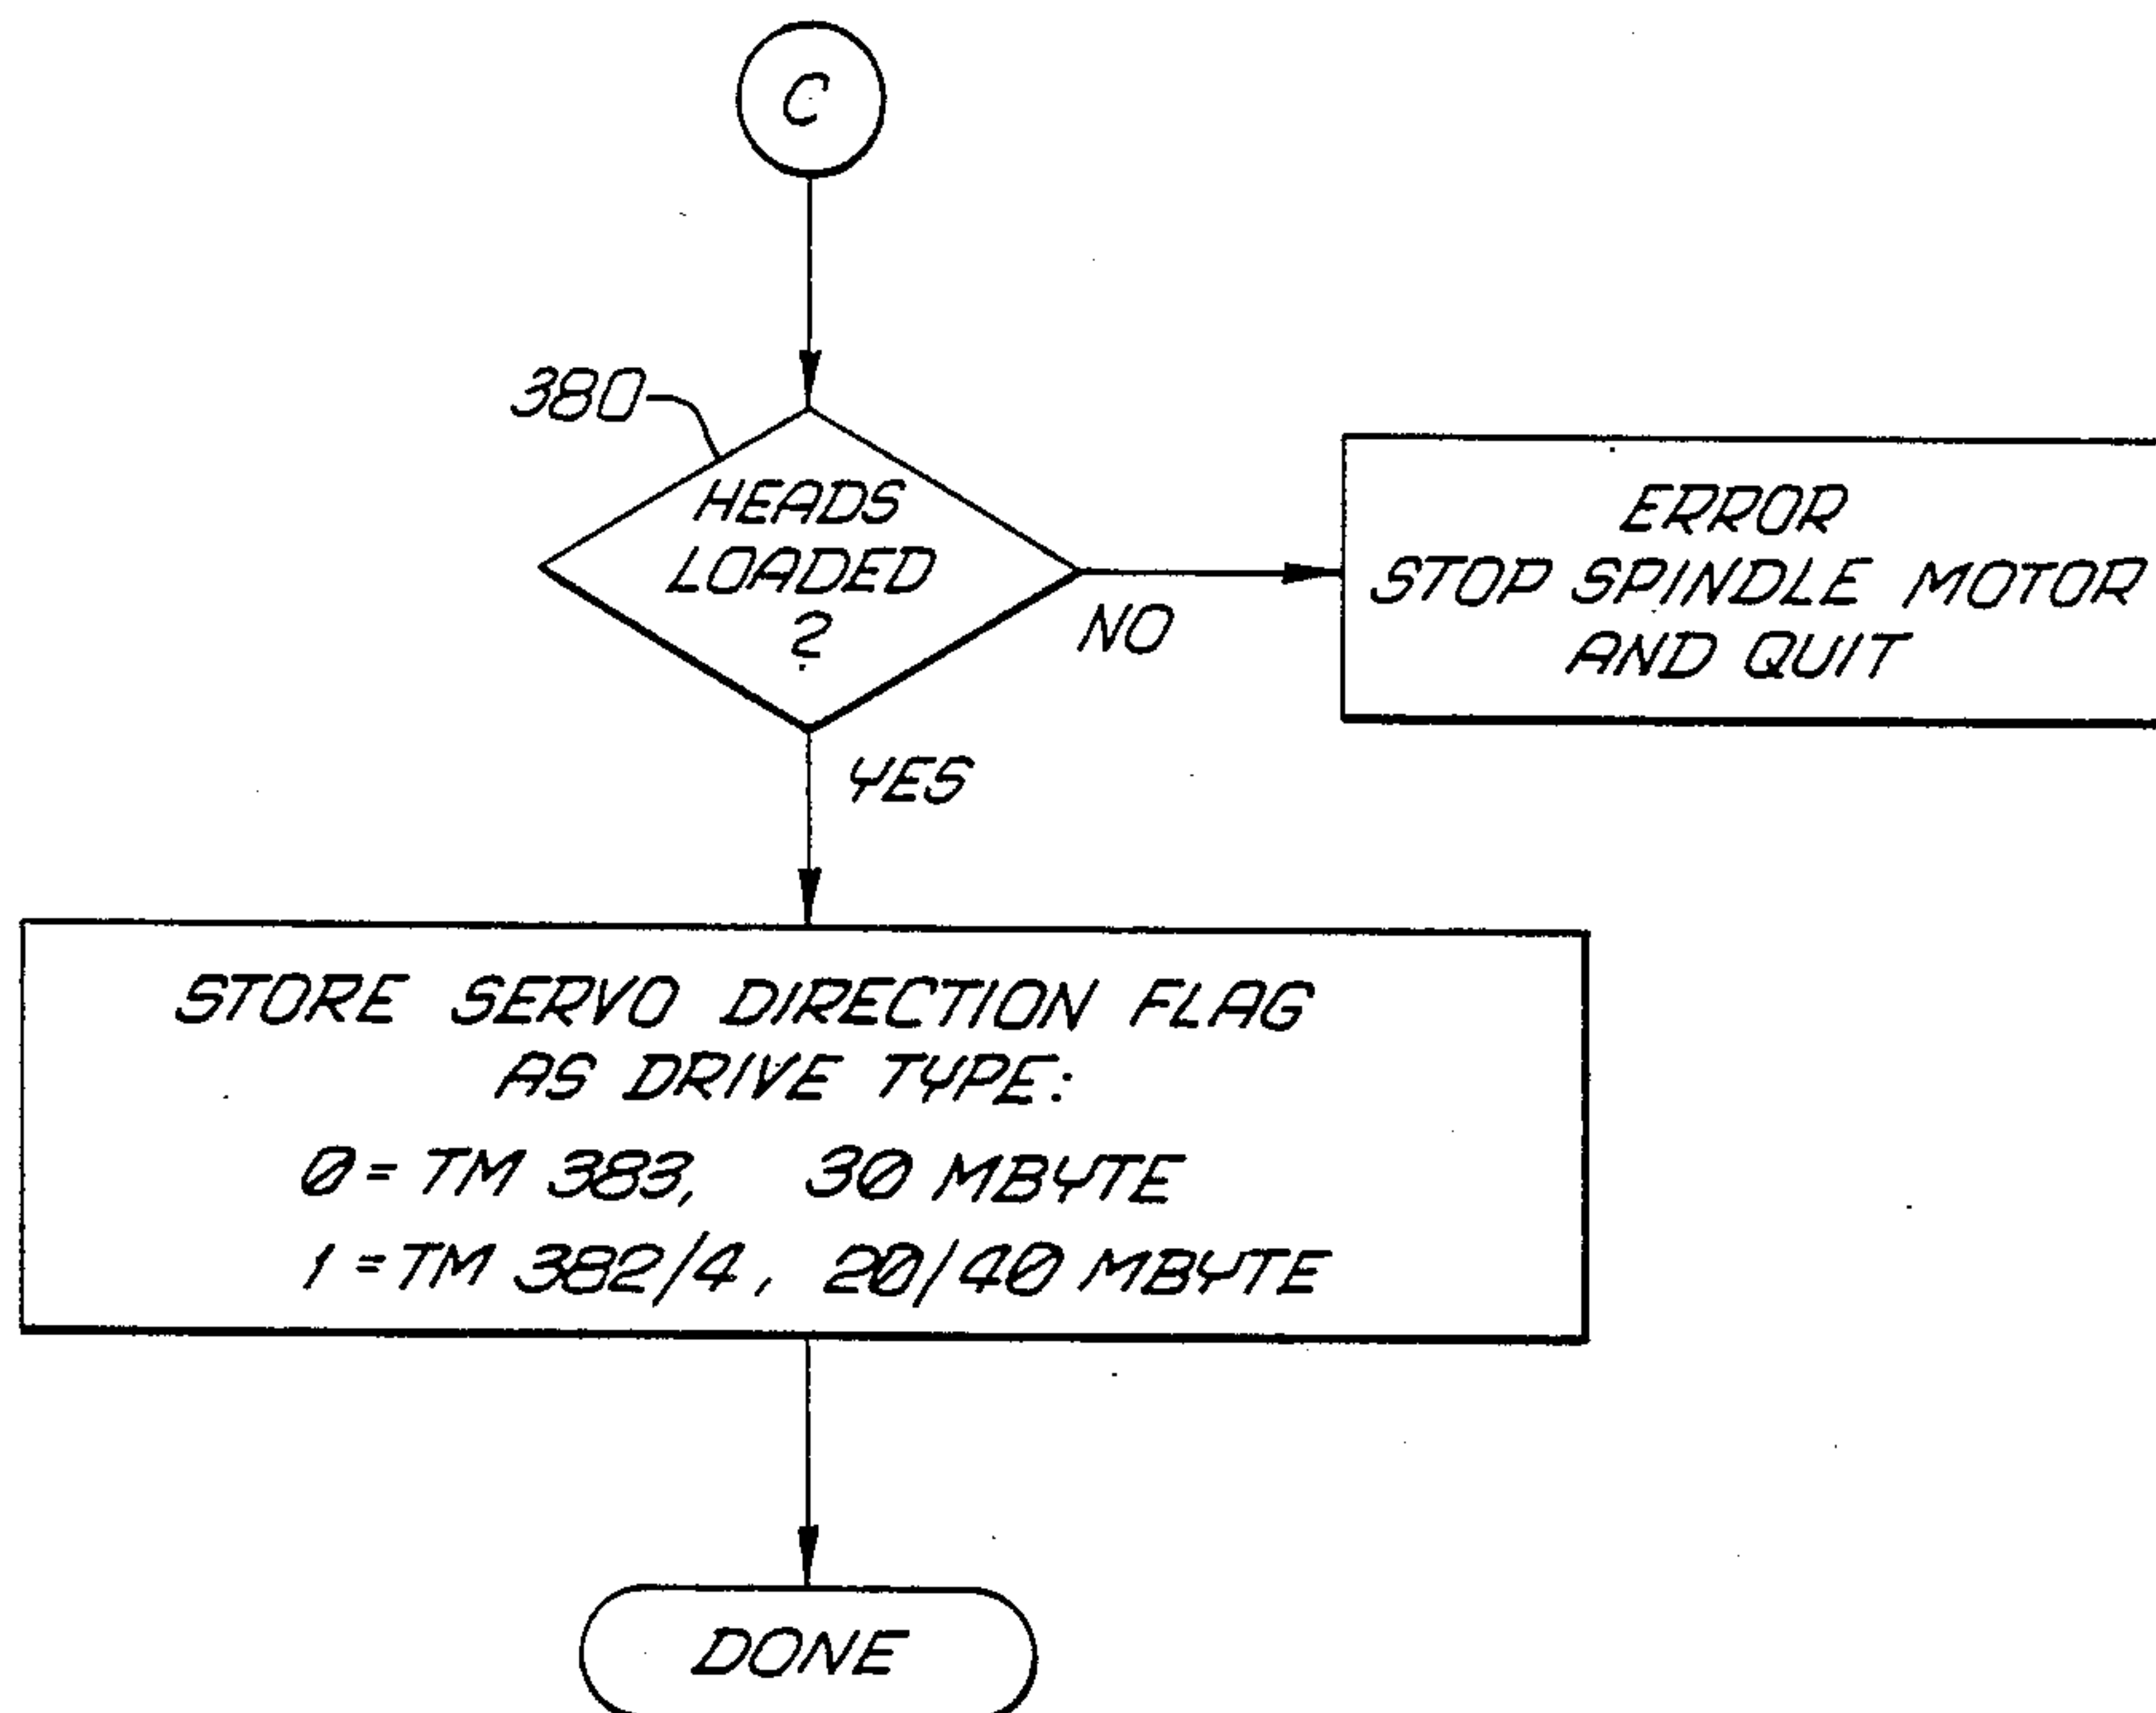 C
380
HEADS
LOADED
?
NO
ERROR
STOP SPINDLE MOTOR
AND QUIT
YES
STORE SERVO DIRECTION FLAG
AS DRIVE TYPE:
0 = TM 383, 30 MBYTE
1 = TM 382/4, 20/40 MBYTE
DONE